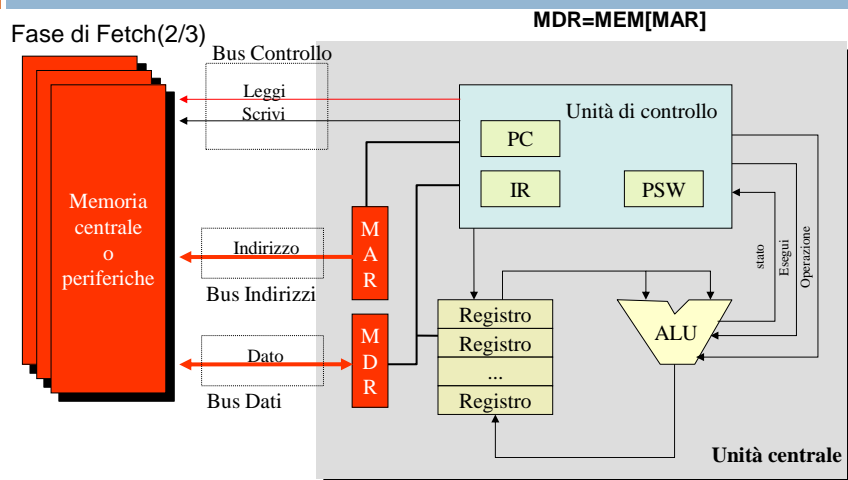 MDR=MEM[MAR]
Fase di Fetch(2/3)
Bus Controllo
Leggi
Scrivi
Unità di controllo
PC
IR
PSW
Memoria
centrale
o
periferiche
Indirizzo
Bus Indirizzi
M
A
R
stato
Esegui
Operazione
Registro
Registro
...
Registro
ALU
Dato
Bus Dati
M
D
R
Unità centrale